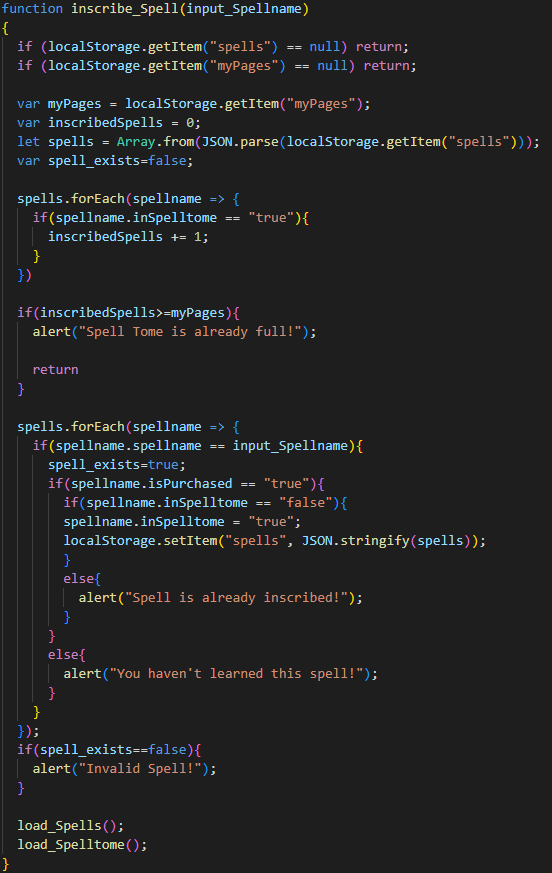 function inscribe_Spell(input_Spellname)
{
  if (localStorage.getItem("spells") == null) return;
  if (localStorage.getItem("myPages") == null) return;

  var myPages = localStorage.getItem("myPages");
  var inscribedSpells = 0;
  let spells = Array.from(JSON.parse(localStorage.getItem("spells")));
  var spell_exists=false;

  spells.forEach(spellname => {
    if(spellname.inSpelltome == "true"){
      inscribedSpells += 1;
    }
  })

  if(inscribedSpells>=myPages){
    alert("Spell Tome is already full!");

    return
  }

  spells.forEach(spellname => {
    if(spellname.spellname == input_Spellname){
      spell_exists=true;
      if(spellname.isPurchased == "true"){
        if(spellname.inSpelltome == "false"){
        spellname.inSpelltome = "true";
        localStorage.setItem("spells", JSON.stringify(spells));
        }
        else{
          alert("Spell is already inscribed!");
        }
      }
      else{
        alert("You haven't learned this spell!");
      }
    }
  });
  if(spell_exists==false){
    alert("Invalid Spell!");
  }

  load_Spells();
  load_Spelltome();
}